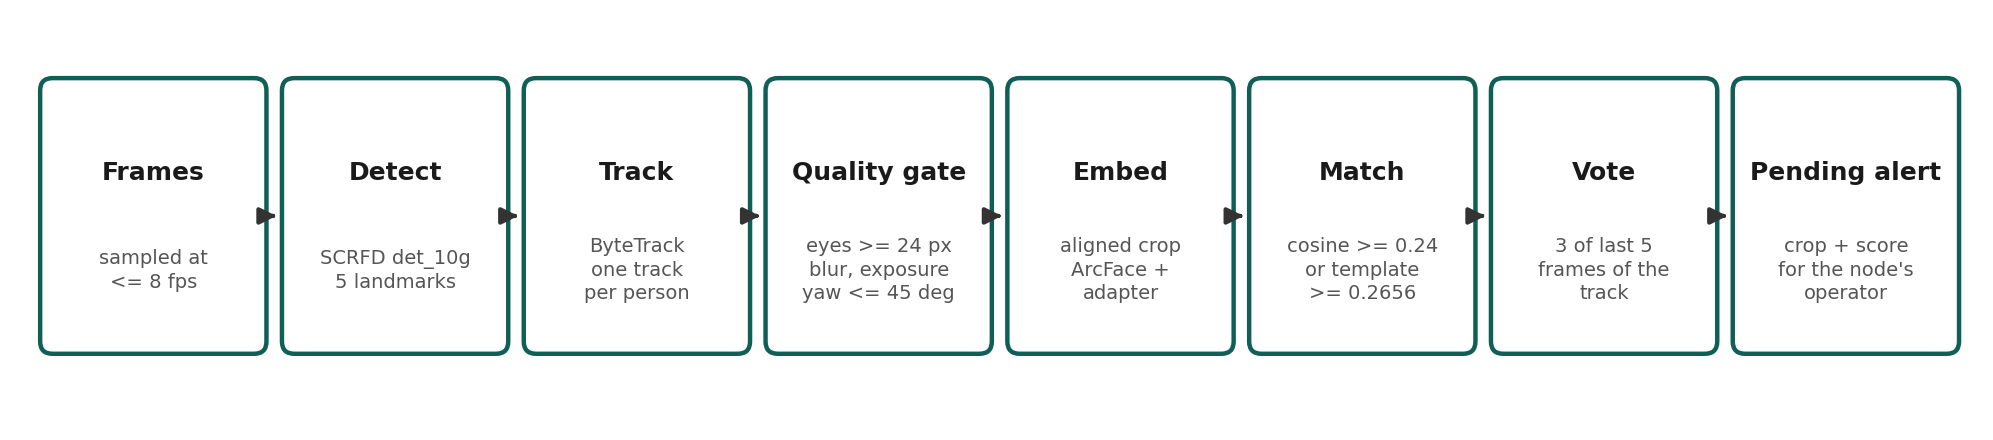 Frames
sampled at
<= 8 fps
Detect
SCRFD det_10g
5 landmarks
Track
ByteTrack
one track
per person
Quality gate
eyes >= 24 px
blur, exposure
yaw <= 45 deg
Embed
aligned crop
ArcFace +
adapter
Match
cosine >= 0.24
or template
>= 0.2656
Vote
3 of last 5
frames of the
track
Pending alert
crop + score
for the node's
operator